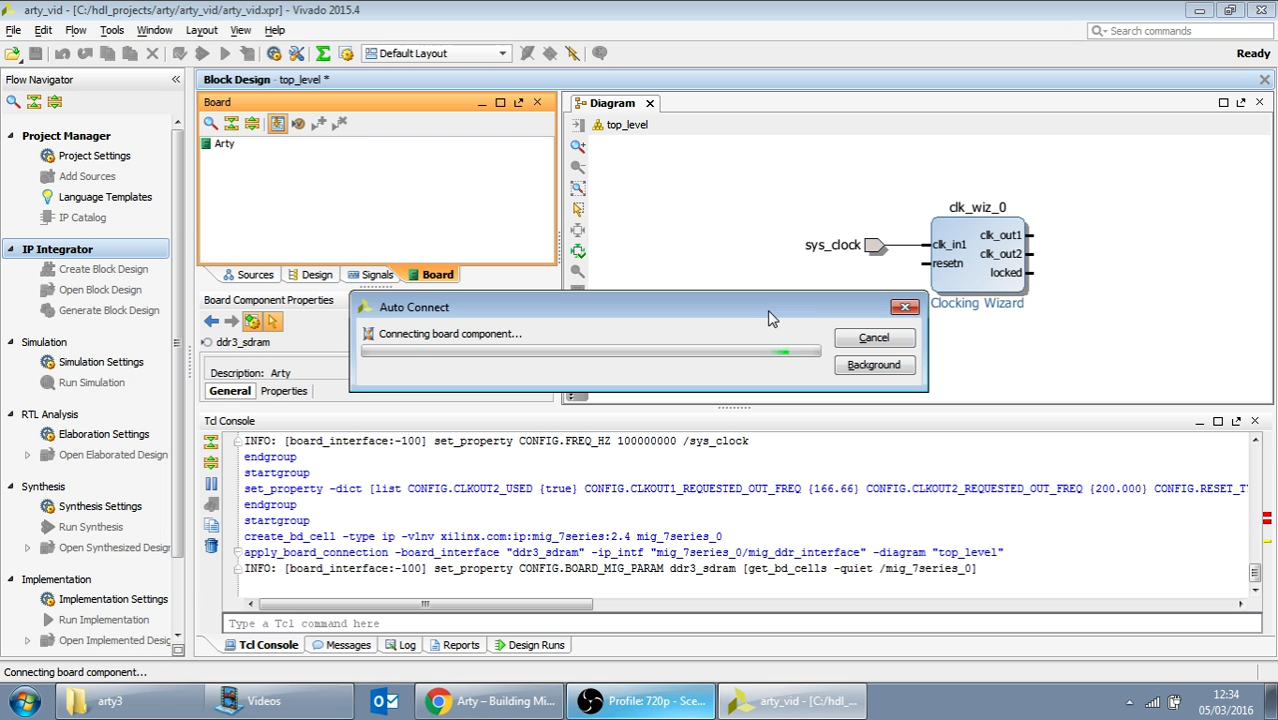 arty_vid - [C:/hdl_projects/arty/arty_vid/arty_vid.xpr] - Vivado 2015.4
File Edit Flow Tools Window Layout View Help
Search commands
Default Layout
Ready
Flow Navigator
Project Manager
Project Settings
Add Sources
Language Templates
IP Catalog
IP Integrator
Create Block Design
Open Block Design
Generate Block Design
Simulation
Simulation Settings
Run Simulation
RTL Analysis
Elaboration Settings
Open Elaborated Design
Synthesis
Synthesis Settings
Run Synthesis
Open Synthesized Design
Implementation
Implementation Settings
Run Implementation
Open Implemented Desig
Block Design - top_level *
Board
Arty
Sources Design Signals Board
Board Component Properties
ddr3_sdram
Description: Arty
General Properties
Diagram
top_level
clk_wiz_0
sys_clock
clk_in1
resetn
clk_out1
clk_out2
locked
Clocking Wizard
Auto Connect
Connecting board component...
Cancel
Background
Tcl Console
INFO: [board_interface:-100] set_property CONFIG.FREQ_HZ 100000000 /sys_clock
endgroup
startgroup
set_property -dict [list CONFIG.CLKOUT2_USED {true} CONFIG.CLKOUT1_REQUESTED_OUT_FREQ {166.66} CONFIG.CLKOUT2_REQUESTED_OUT_FREQ {200.000} CONFIG.RESET_T
endgroup
startgroup
create_bd_cell -type ip -vlnv xilinx.com:ip:mig_7series:2.4 mig_7series_0
apply_board_connection -board_interface "ddr3_sdram" -ip_intf "mig_7series_0/mig_ddr_interface" -diagram "top_level"
INFO: [board_interface:-100] set_property CONFIG.BOARD_MIG_PARAM ddr3_sdram [get_bd_cells -quiet /mig_7series_0]
Type a Tcl command here
Tcl Console Messages Log Reports Design Runs
Connecting board component...
arty3
Videos
Arty – Building Mi...
Profile: 720p - Sce...
arty_vid - [C:/hdl_...
12:34
05/03/2016